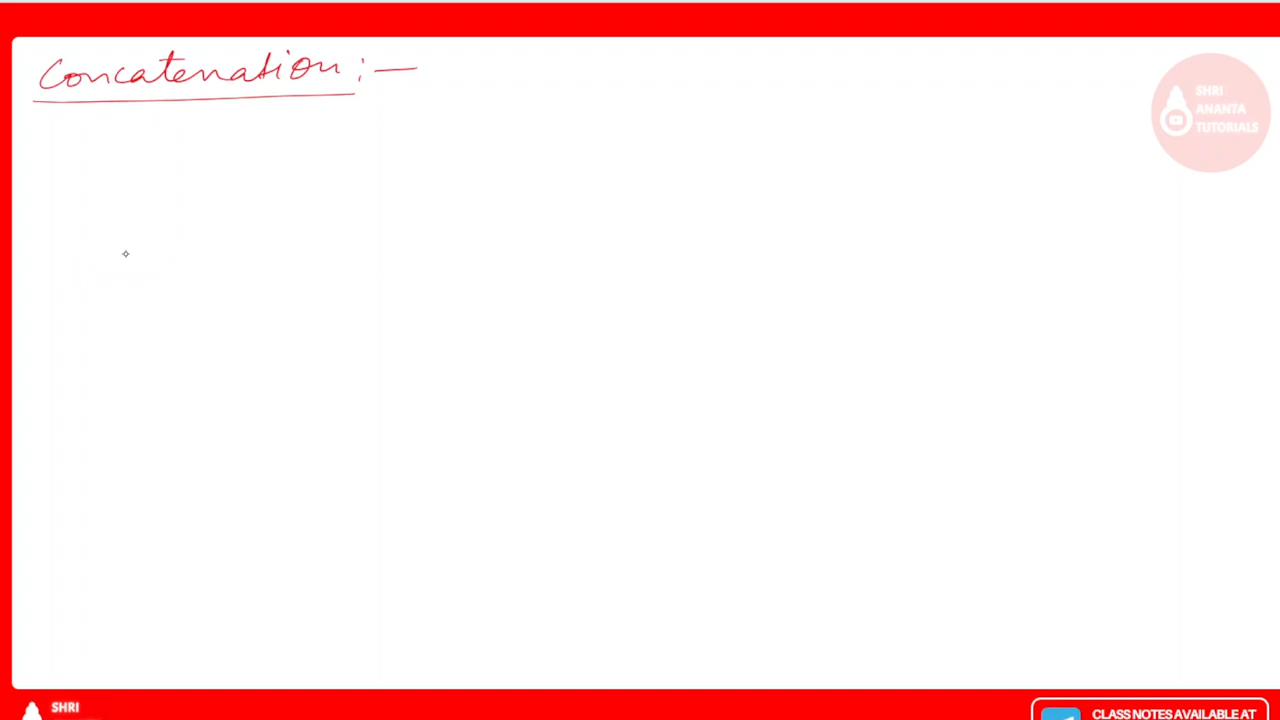 Concatenation :-
SHRI
ANANTA
TUTORIALS
SHRI
CLASS NOTES AVAILABLE AT